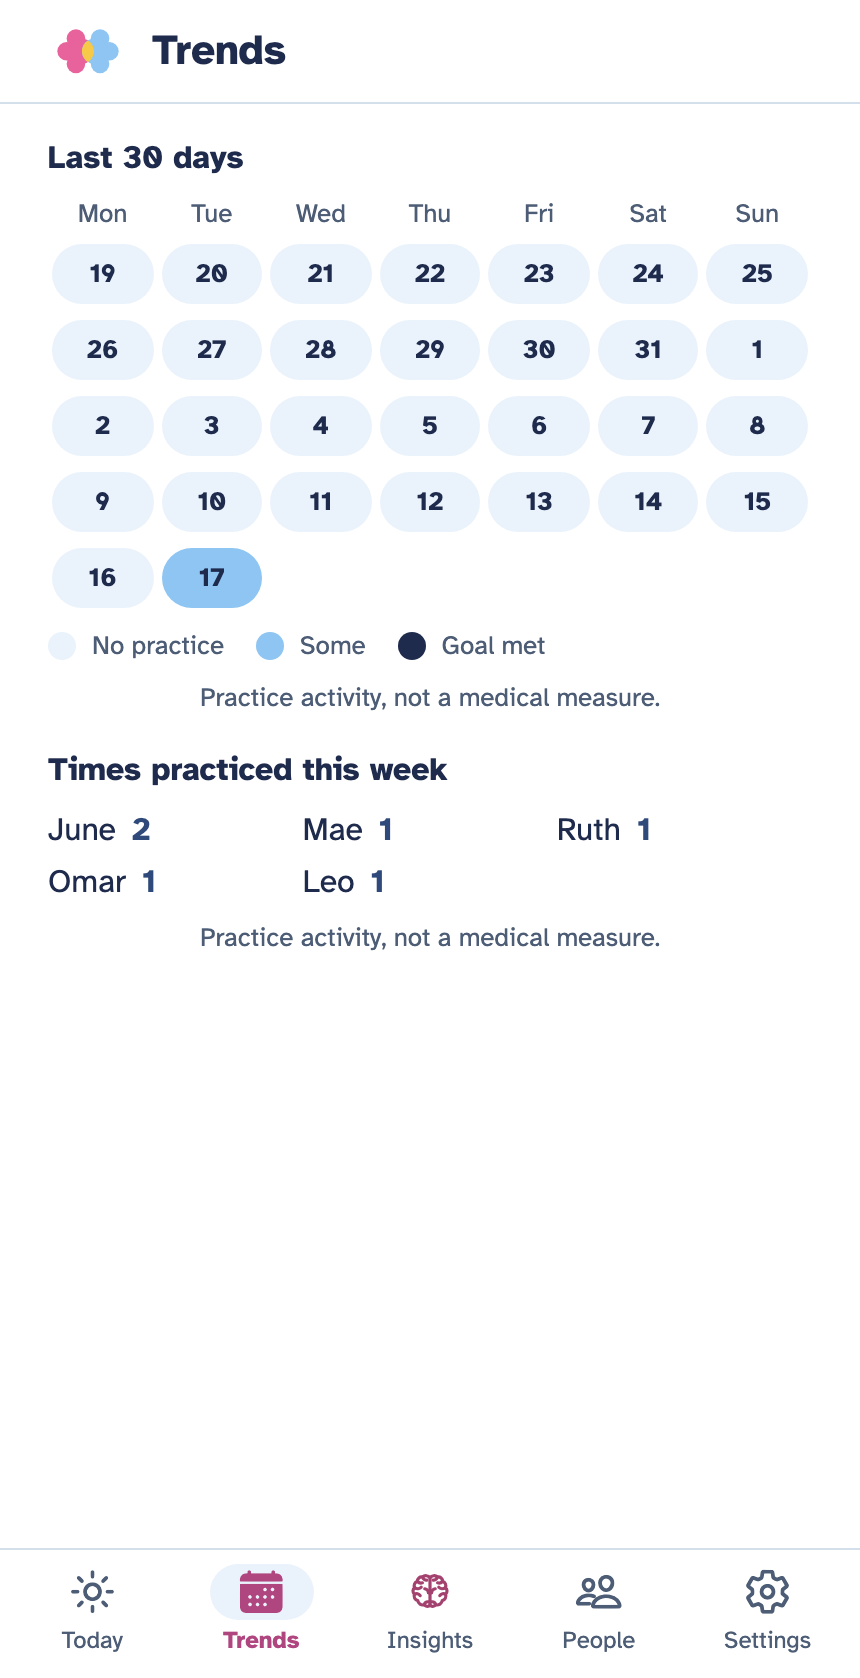 Trends
Last 30 days
Mon Tue Wed Thu Fri Sat Sun
19 20 21 22 23 24 25
26 27 28 29 30 31 1
2 3 4 5 6 7 8
9 10 11 12 13 14 15
16 17
No practice Some Goal met
Practice activity, not a medical measure.
Times practiced this week
June 2 Mae 1 Ruth 1
Omar 1 Leo 1
Practice activity, not a medical measure.
Today Trends Insights People Settings